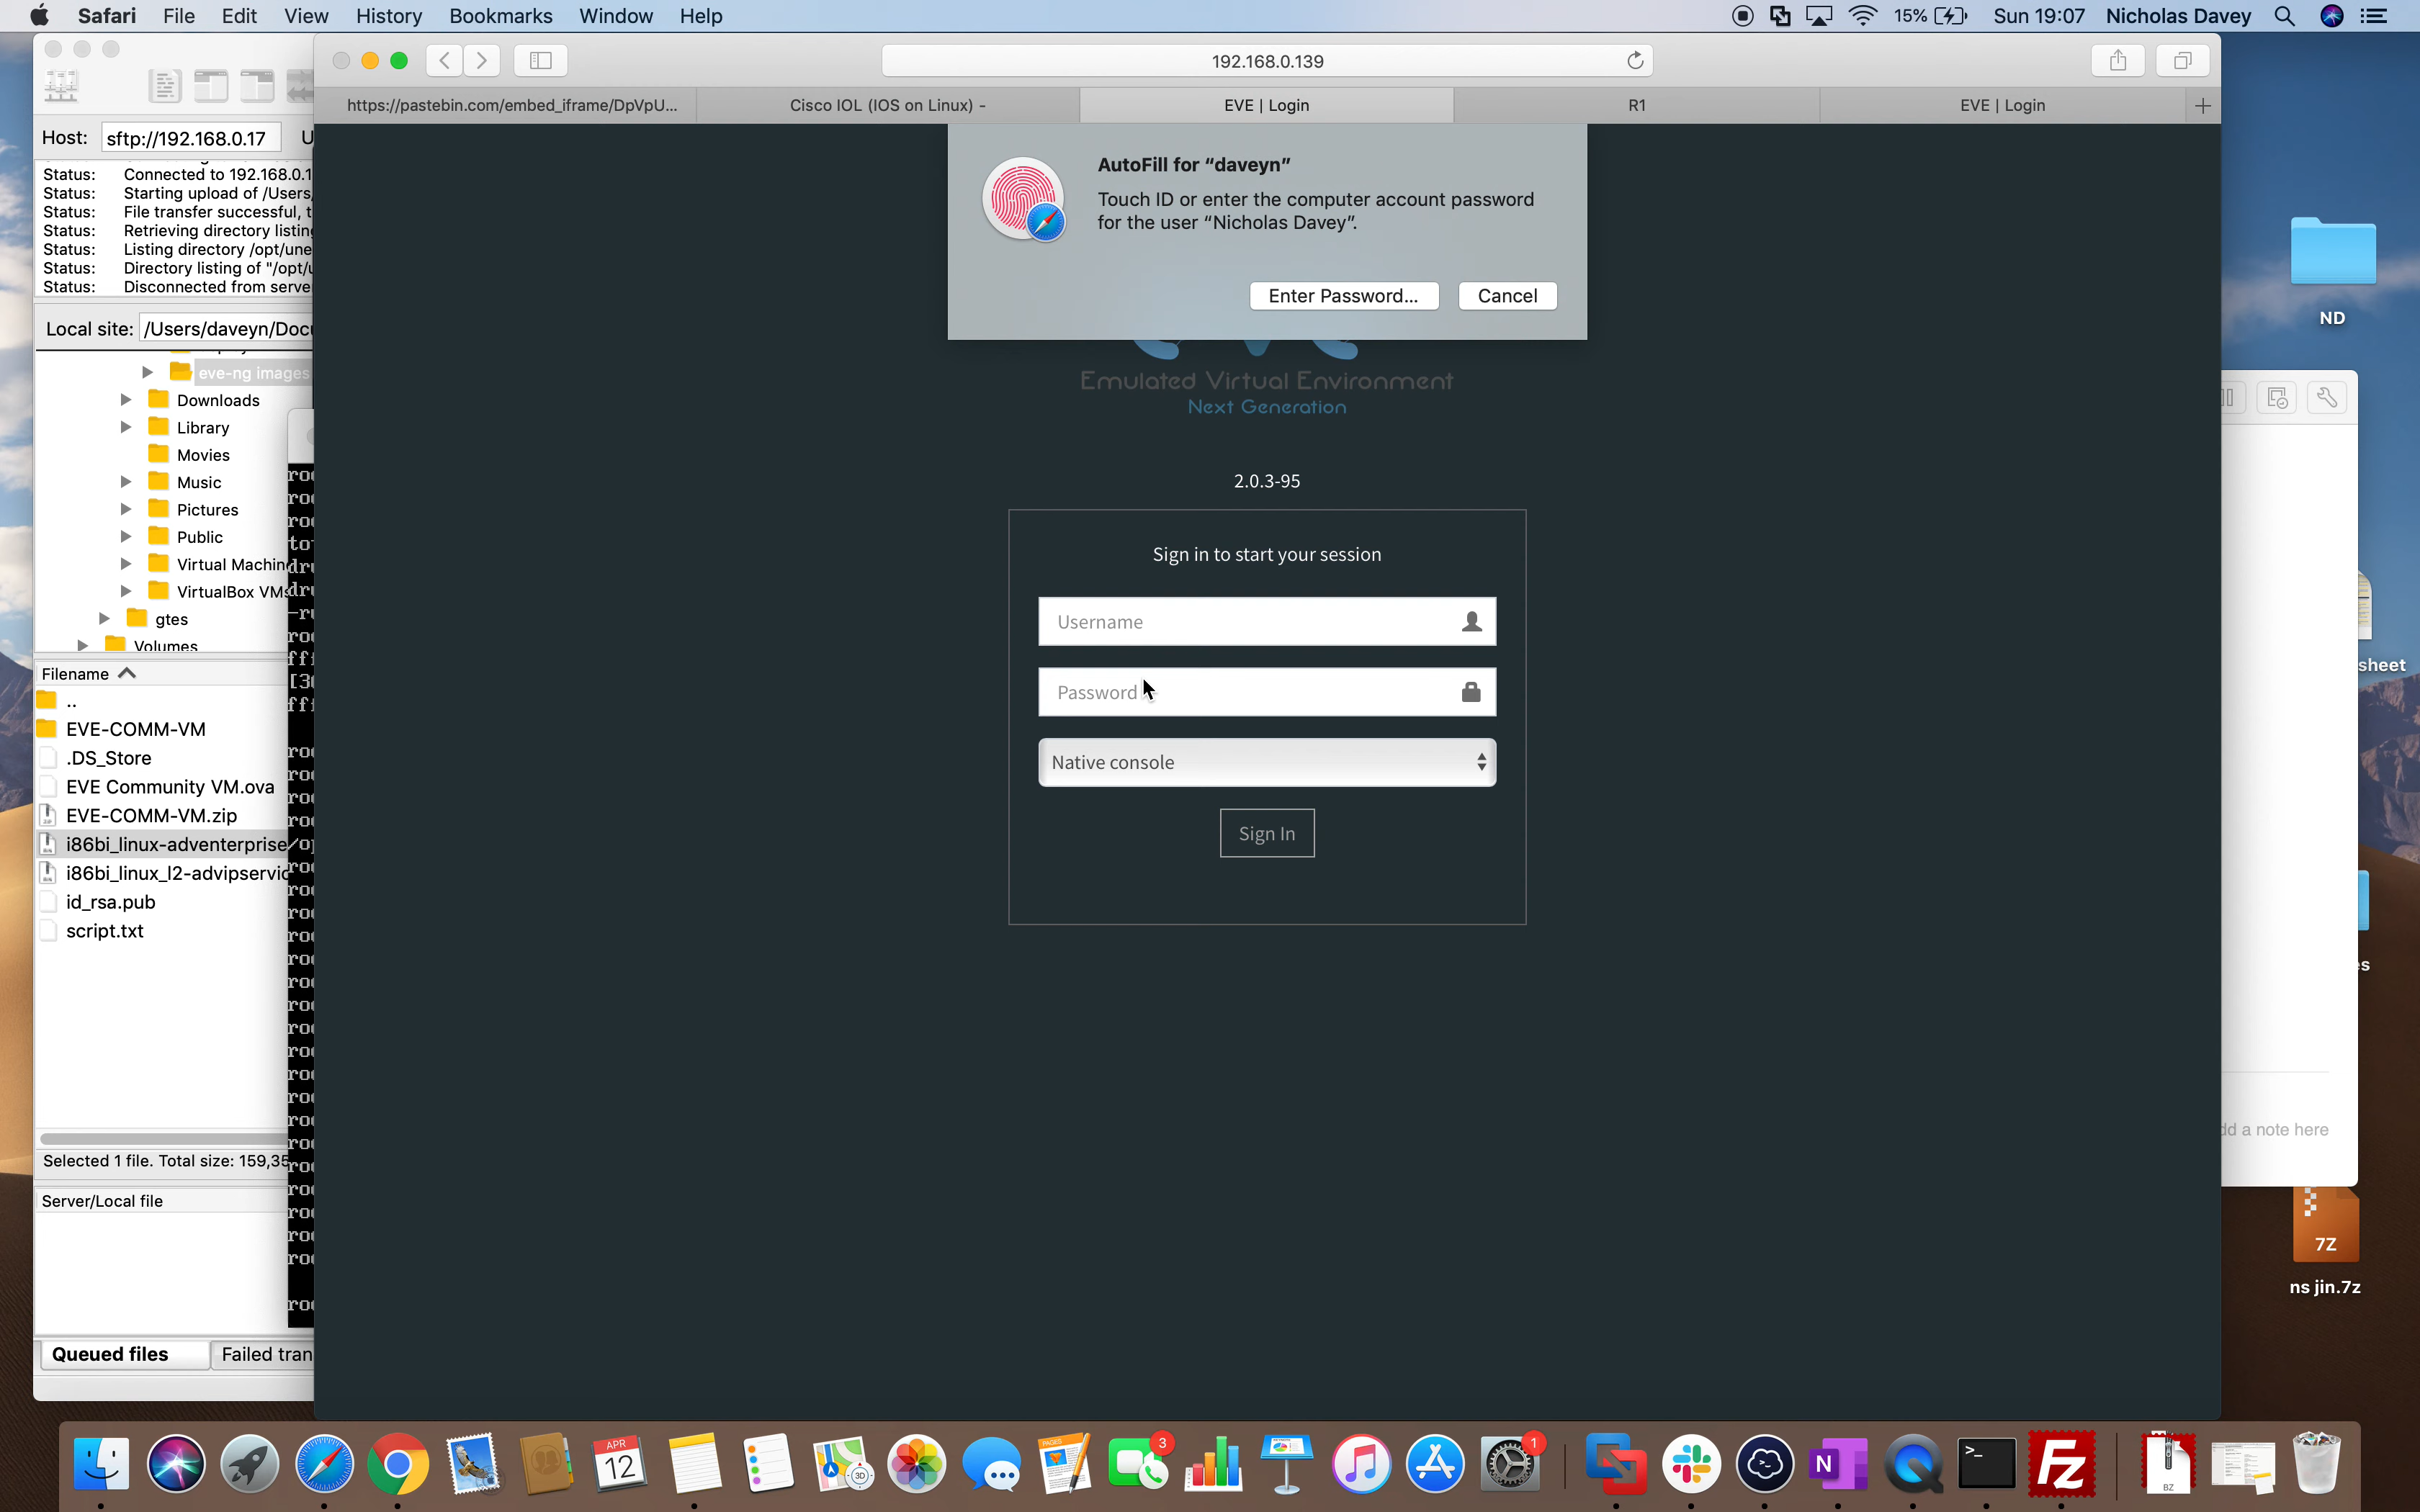 Safari File Edit View History Bookmarks Window Help
15% Sun 19:07 Nicholas Davey
192.168.0.139
https://pastebin.com/embed_iframe/DpVpU...
Cisco IOL (IOS on Linux) -
EVE | Login
R1
EVE | Login
Host: sftp://192.168.0.17 U
Status: Connected to 192.168.0.1
Status: Starting upload of /Users
Status: File transfer successful, t
Status: Retrieving directory listin
Status: Listing directory /opt/une
Status: Directory listing of "/opt/u
Status: Disconnected from serve
Local site: /Users/daveyn/Docu
eve-ng images
Downloads
Library
Movies
Music
Pictures
Public
Virtual Machin
VirtualBox VMs
gtes
Volumes
Filename
..
EVE-COMM-VM
.DS_Store
EVE Community VM.ova
EVE-COMM-VM.zip
i86bi_linux-adventerprise
i86bi_linux_l2-advipservic
id_rsa.pub
script.txt
Selected 1 file. Total size: 159,35
Server/Local file
Queued files Failed tran
AutoFill for “daveyn”
Touch ID or enter the computer account password
for the user “Nicholas Davey”.
Enter Password... Cancel
Emulated Virtual Environment
Next Generation
2.0.3-95
Sign in to start your session
Username
Password
Native console
Sign In
ND
sheet
es
dd a note here
7Z
ns jin.7z
APR
12
PAGES
3D
3
1
N
>_
Fz
BZ